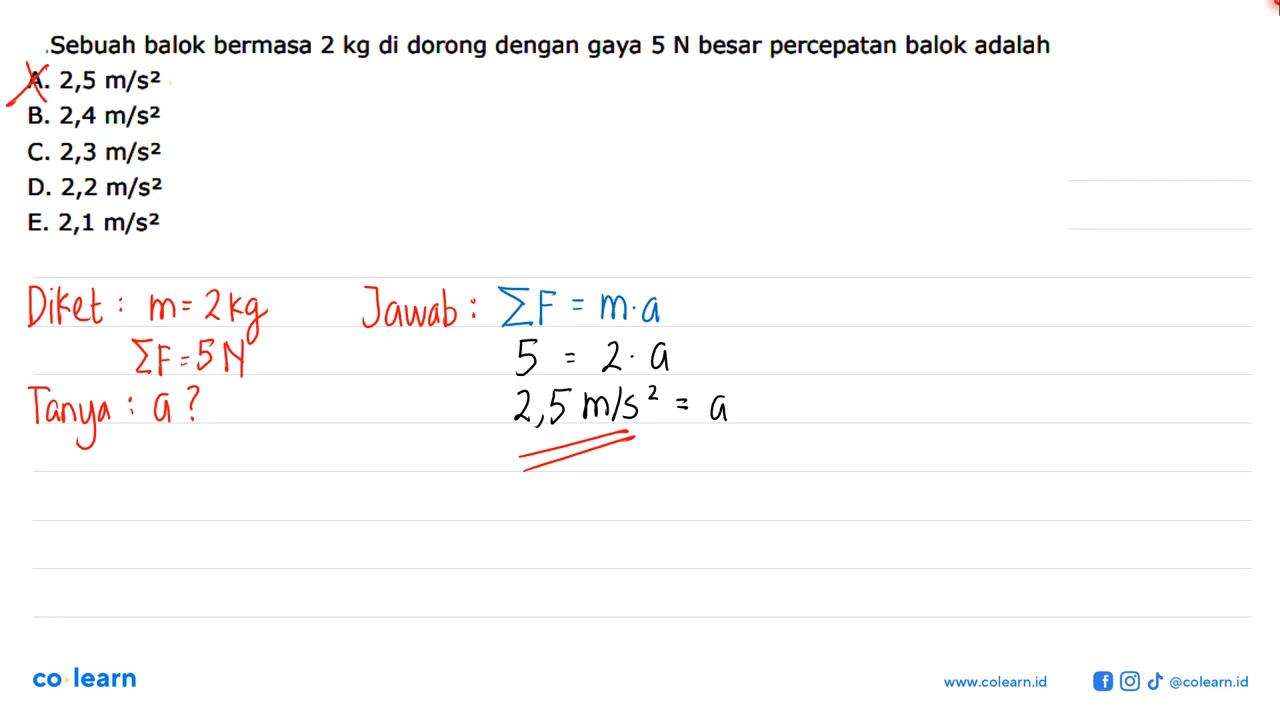 .Sebuah balok bermasa 2 kg di dorong dengan gaya 5 N besar percepatan balok adalah
A. 2,5 m/s²
B. 2,4 m/s²
C. 2,3 m/s²
D. 2,2 m/s²
E. 2,1 m/s²
Diket : m = 2 kg
ΣF = 5 N
Tanya : a ?
Jawab : ΣF = m · a
5 = 2 · a
2,5 m/s² = a
co learn
www.colearn.id
@colearn.id